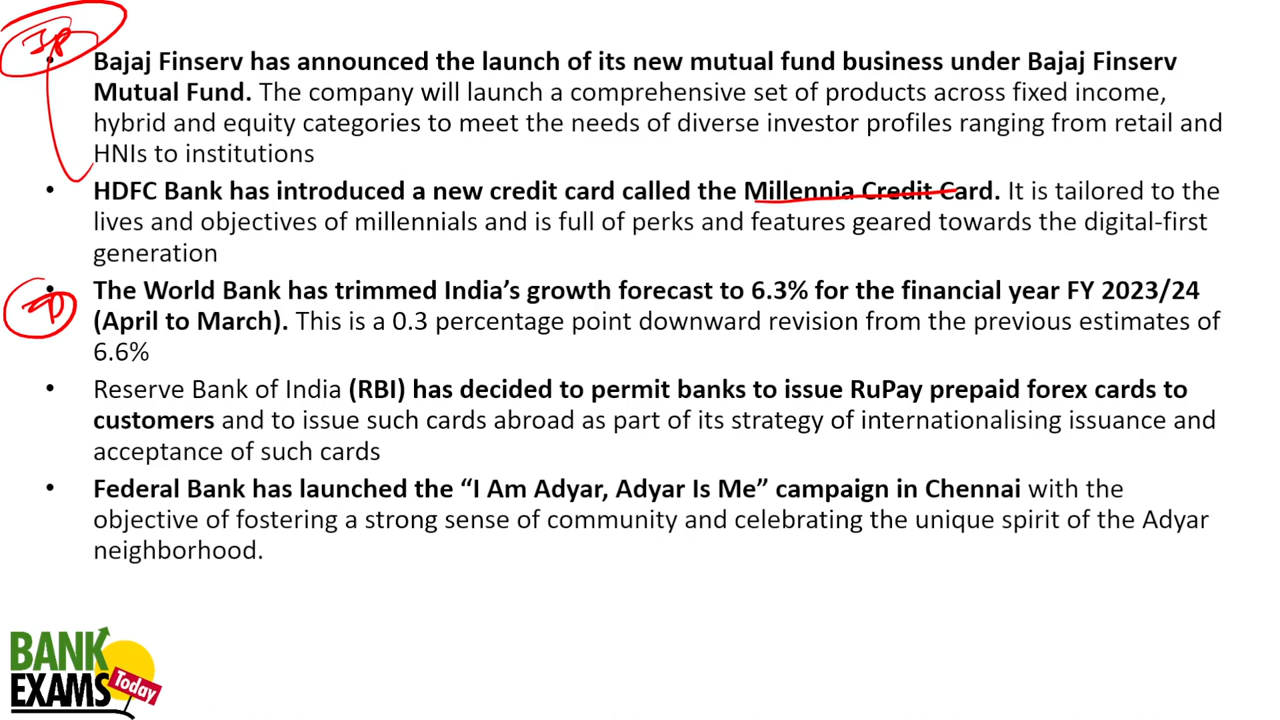 • Bajaj Finserv has announced the launch of its new mutual fund business under Bajaj Finserv
Mutual Fund. The company will launch a comprehensive set of products across fixed income,
hybrid and equity categories to meet the needs of diverse investor profiles ranging from retail and
HNIs to institutions
• HDFC Bank has introduced a new credit card called the Millennia Credit Card. It is tailored to the
lives and objectives of millennials and is full of perks and features geared towards the digital-first
generation
• The World Bank has trimmed India’s growth forecast to 6.3% for the financial year FY 2023/24
(April to March). This is a 0.3 percentage point downward revision from the previous estimates of
6.6%
• Reserve Bank of India (RBI) has decided to permit banks to issue RuPay prepaid forex cards to
customers and to issue such cards abroad as part of its strategy of internationalising issuance and
acceptance of such cards
• Federal Bank has launched the “I Am Adyar, Adyar Is Me” campaign in Chennai with the
objective of fostering a strong sense of community and celebrating the unique spirit of the Adyar
neighborhood.
BANK
EXAMS
Today